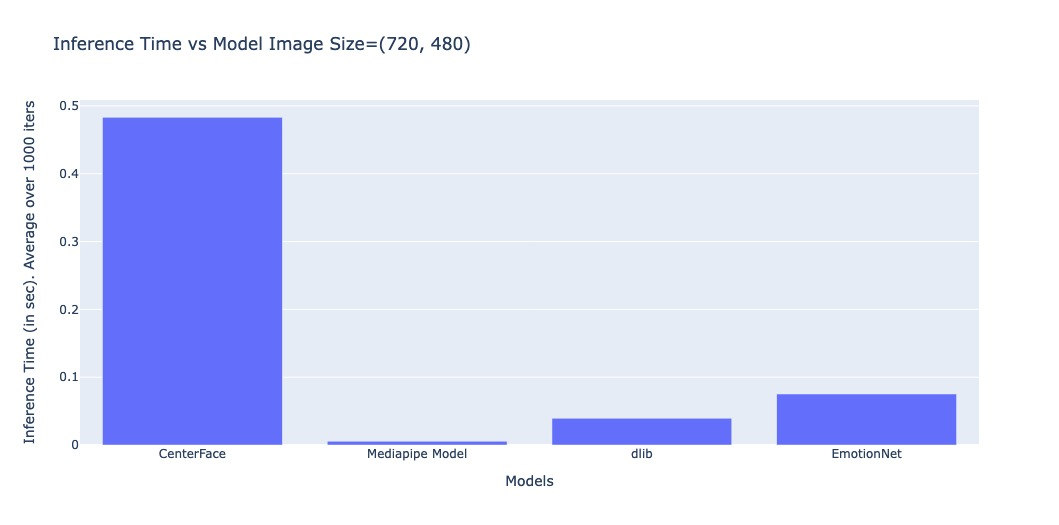 Inference Time vs Model Image Size=(720, 480)
Inference Time (in sec). Average over 1000 iters
0.5
0.4
0.3
0.2
0.1
0
CenterFace
Mediapipe Model
dlib
EmotionNet
Models